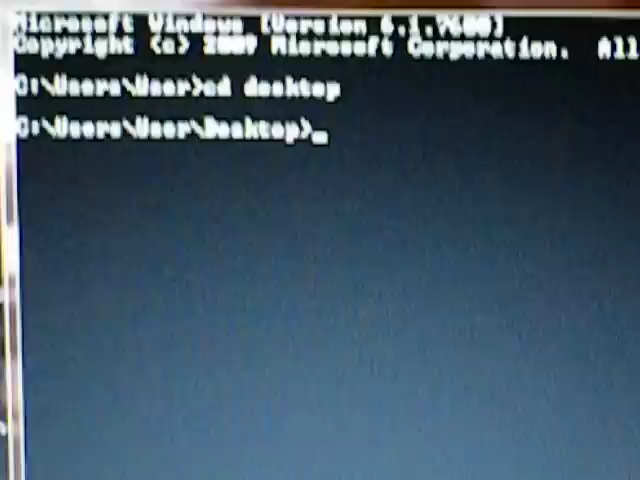 Microsoft Windows [Version 6.1.7600]
Copyright (c) 2009 Microsoft Corporation.  All
C:\Users\User>cd desktop
C:\Users\User\Desktop>_